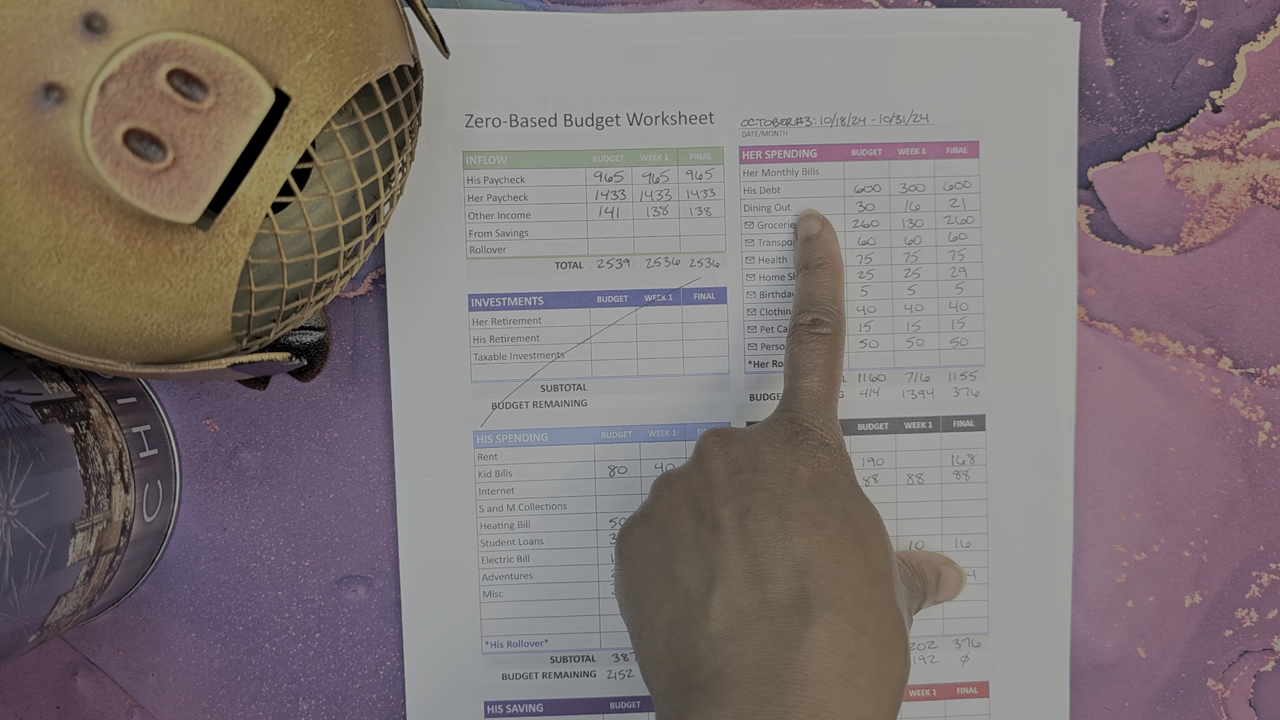 Zero-Based Budget Worksheet
OCTOBER #3: 10/18/24 - 10/31/24
DATE/MONTH
INFLOW BUDGET WEEK 1 FINAL
His Paycheck 965 965 965
Her Paycheck 1433 1433 1433
Other Income 141 138 138
From Savings
Rollover
TOTAL 2539 2536 2536
INVESTMENTS BUDGET WEEK 1 FINAL
Her Retirement
His Retirement
Taxable Investments
SUBTOTAL
BUDGET REMAINING
HIS SPENDING BUDGET WEEK 1
Rent
Kid Bills 80 40
Internet
S and M Collections
Heating Bill 50
Student Loans
Electric Bill
Adventures
Misc
*His Rollover*
SUBTOTAL 387
BUDGET REMAINING 2152
HIS SAVING BUDGET
HER SPENDING BUDGET WEEK 1 FINAL
Her Monthly Bills
His Debt 600 300 600
Dining Out 30 16 21
260 130 260
60 60 60
Health 75 75 75
Home 25 25 29
5 5 5
40 40 40
Pet 15 15 15
50 50 50
*Her
1160 716 1155
414 1394 376
BUDGET WEEK 1 FINAL
190 168
88 88 88
10 16
202 376
192 Ø
WEEK 1 FINAL
CHI